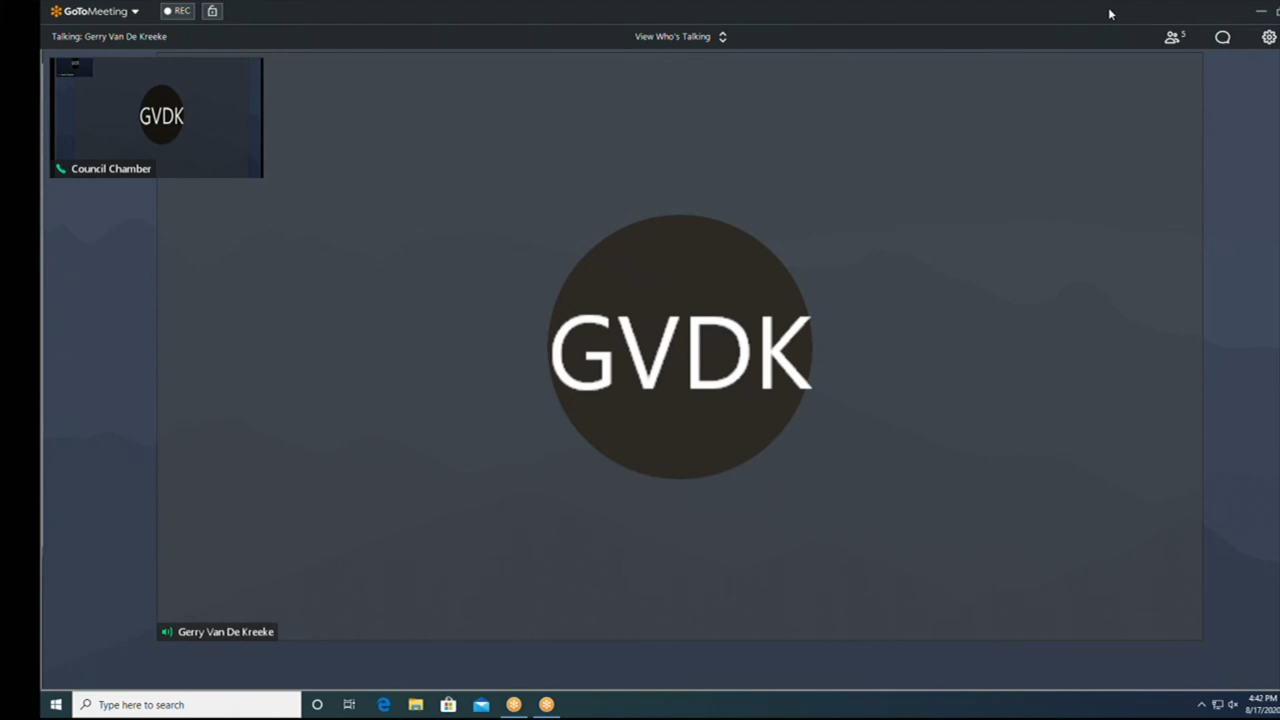 GoToMeeting
REC
Talking: Gerry Van De Kreeke
View Who's Talking
5
GVDK
Council Chamber
GVDK
Gerry Van De Kreeke
Type here to search
4:42 PM
8/17/2020